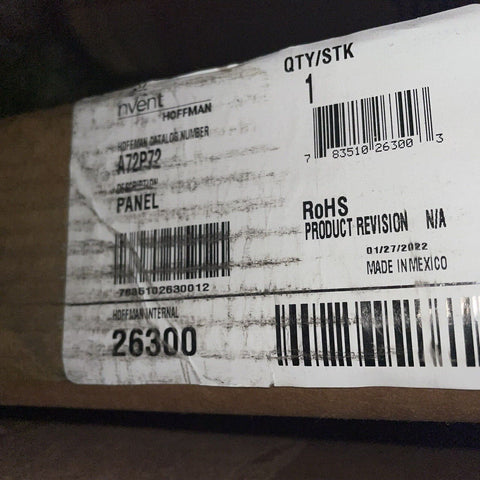 nVent
HOFFMAN
HOFFMAN CATALOG NUMBER
A72P72
DESCRIPTION
PANEL
7835102630012
HOFFMAN INTERNAL
26300
QTY/STK
1
7 83510 26300 3
RoHS
PRODUCT REVISION N/A
01/27/2022
MADE IN MEXICO